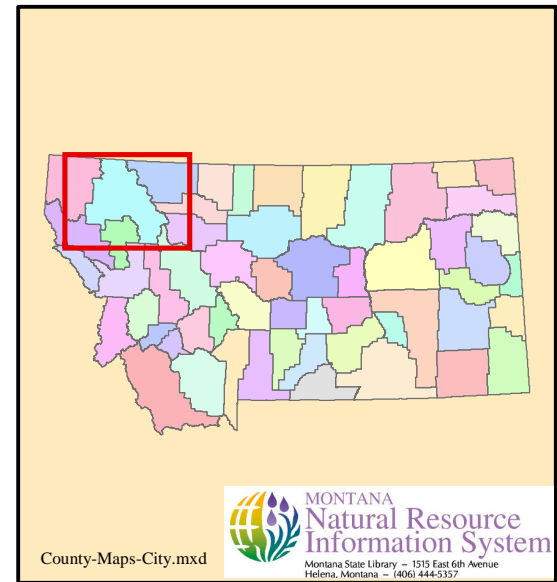 County-Maps-City.mxd
MONTANA
Natural Resource
Information System
Montana State Library – 1515 East 6th Avenue
Helena, Montana – (406) 444-5357